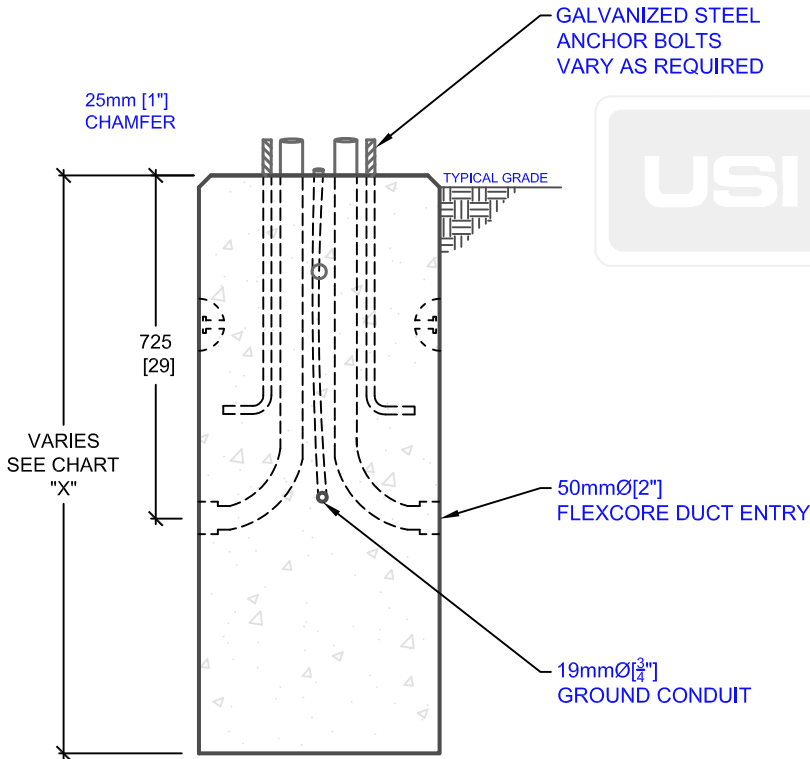 GALVANIZED STEEL
ANCHOR BOLTS
VARY AS REQUIRED
25mm [1"]
CHAMFER
USI
TYPICAL GRADE
725
[29]
VARIES
SEE CHART
"X"
50mmØ[2"]
FLEXCORE DUCT ENTRY
19mmØ[3/4"]
GROUND CONDUIT